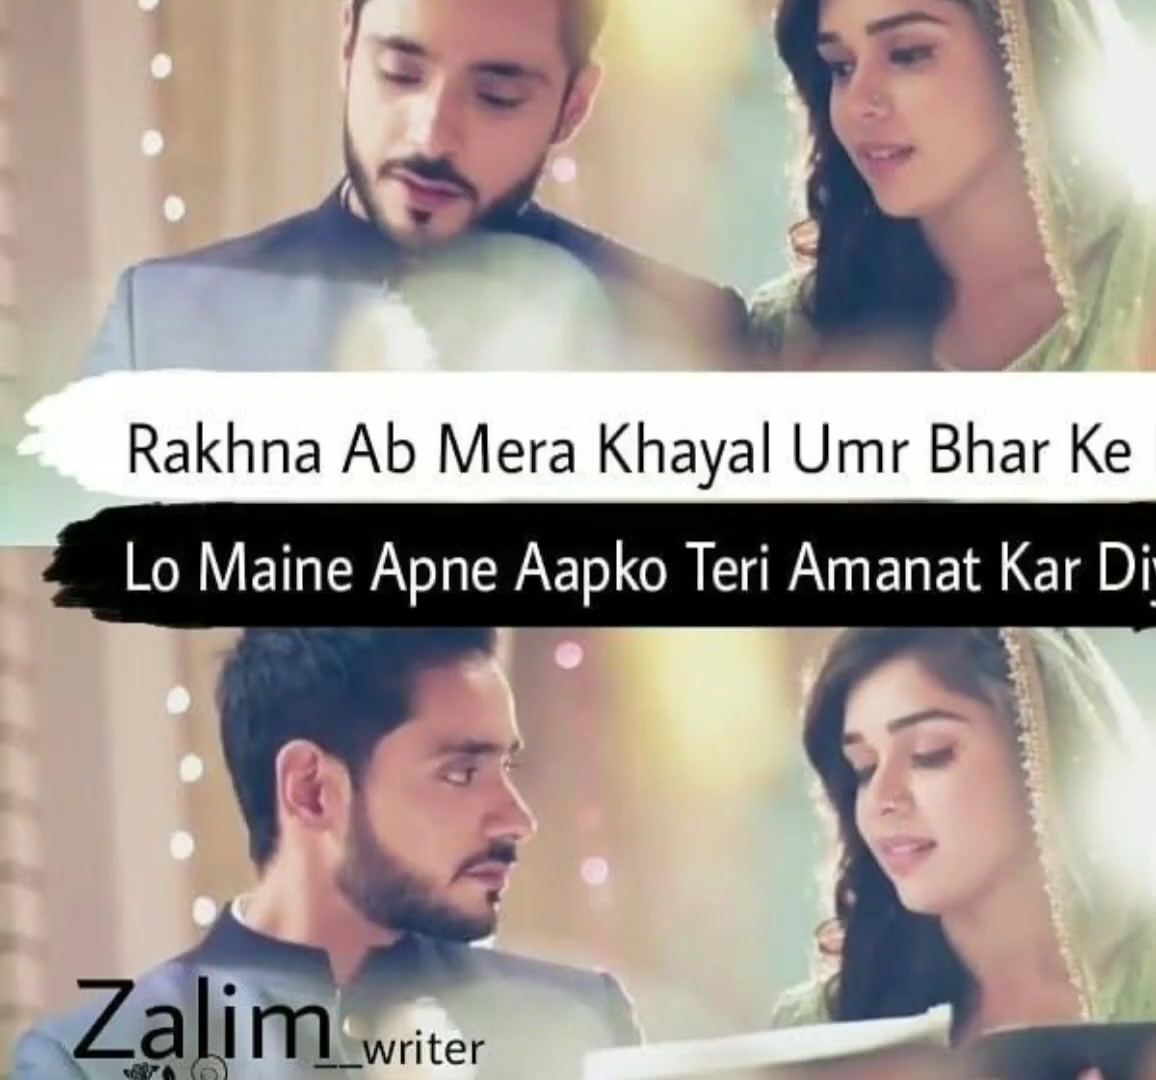 Rakhna Ab Mera Khayal Umr Bhar Ke
Lo Maine Apne Aapko Teri Amanat Kar
Zalim__writer